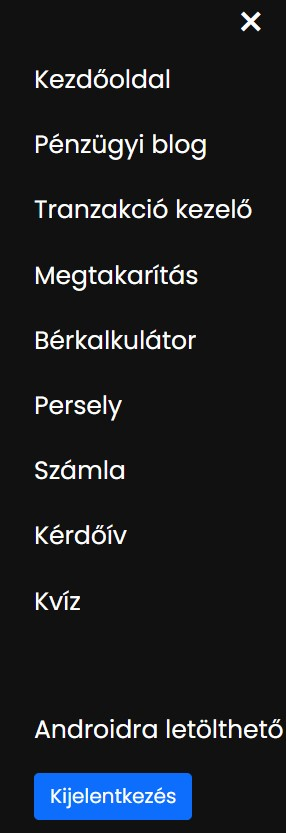 ×
Kezdőoldal
Pénzügyi blog
Tranzakció kezelő
Megtakarítás
Bérkalkulátor
Persely
Számla
Kérdőív
Kvíz
Androidra letölthető
Kijelentkezés